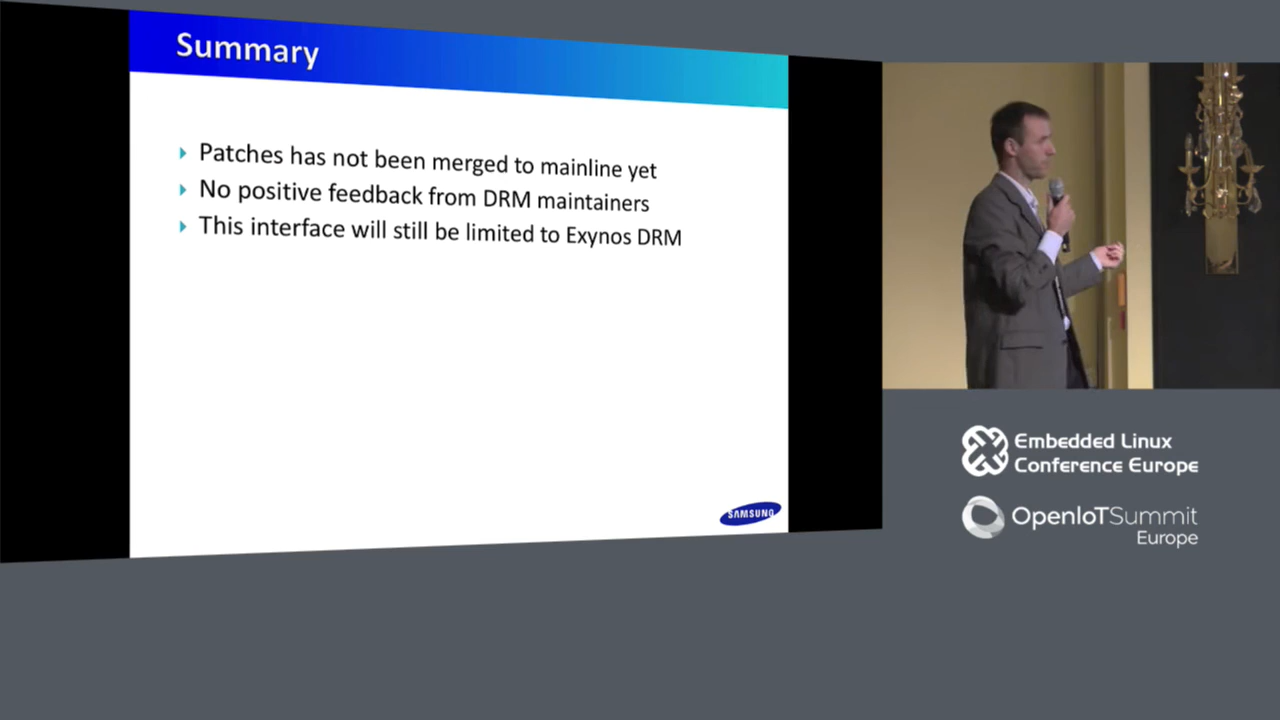 Summary
Patches has not been merged to mainline yet
No positive feedback from DRM maintainers
This interface will still be limited to Exynos DRM
SAMSUNG
Embedded Linux
Conference Europe
OpenIoTSummit
Europe